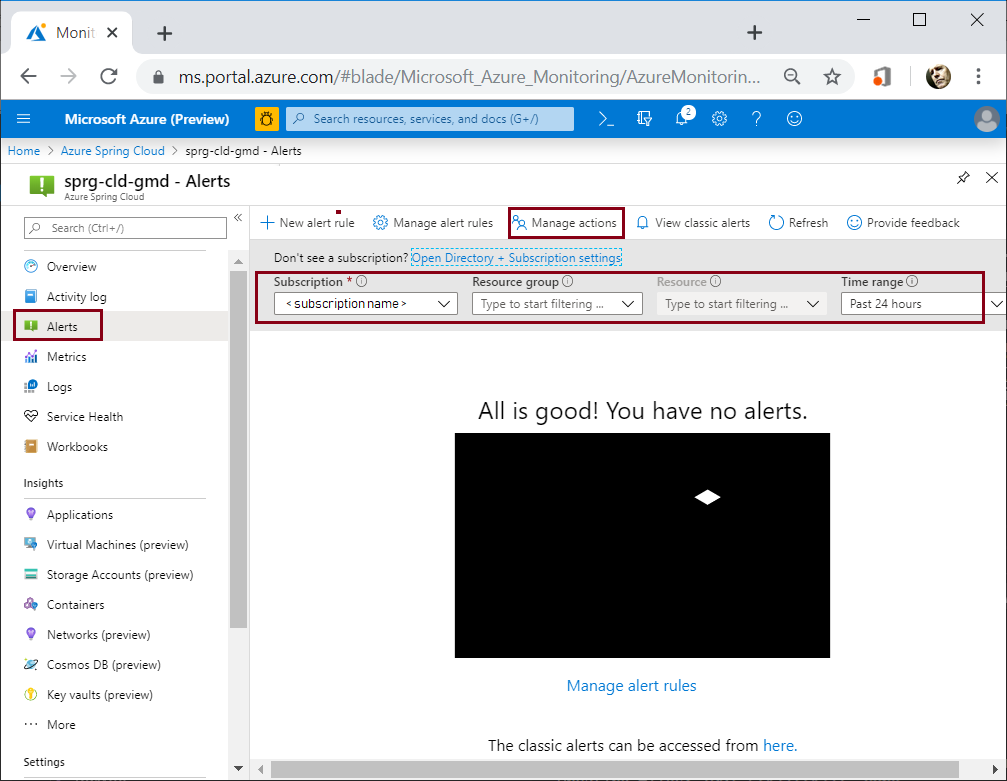 Monit
ms.portal.azure.com/#blade/Microsoft_Azure_Monitoring/AzureMonitorin...
Microsoft Azure (Preview)
Search resources, services, and docs (G+/)
2
Home > Azure Spring Cloud > sprg-cld-gmd - Alerts
sprg-cld-gmd - Alerts
Azure Spring Cloud
Search (Ctrl+/)
Overview
Activity log
Alerts
Metrics
Logs
Service Health
Workbooks
Insights
Applications
Virtual Machines (preview)
Storage Accounts (preview)
Containers
Networks (preview)
Cosmos DB (preview)
Key vaults (preview)
More
Settings
New alert rule Manage alert rules Manage actions View classic alerts Refresh Provide feedback
Don't see a subscription? Open Directory + Subscription settings
Subscription * Resource group Resource Time range
< subscription name > Type to start filtering ... Type to start filtering ... Past 24 hours
All is good! You have no alerts.
Manage alert rules
The classic alerts can be accessed from here.